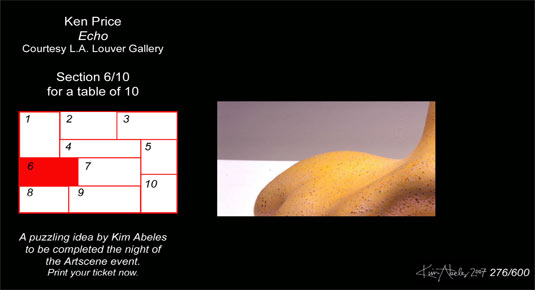 Ken Price
Echo
Courtesy L.A. Louver Gallery
Section 6/10
for a table of 10
1
2
3
4
5
6
7
8
9
10
A puzzling idea by Kim Abeles
to be completed the night of
the Artscene event.
Print your ticket now.
Kim Abeles 2007 276/600